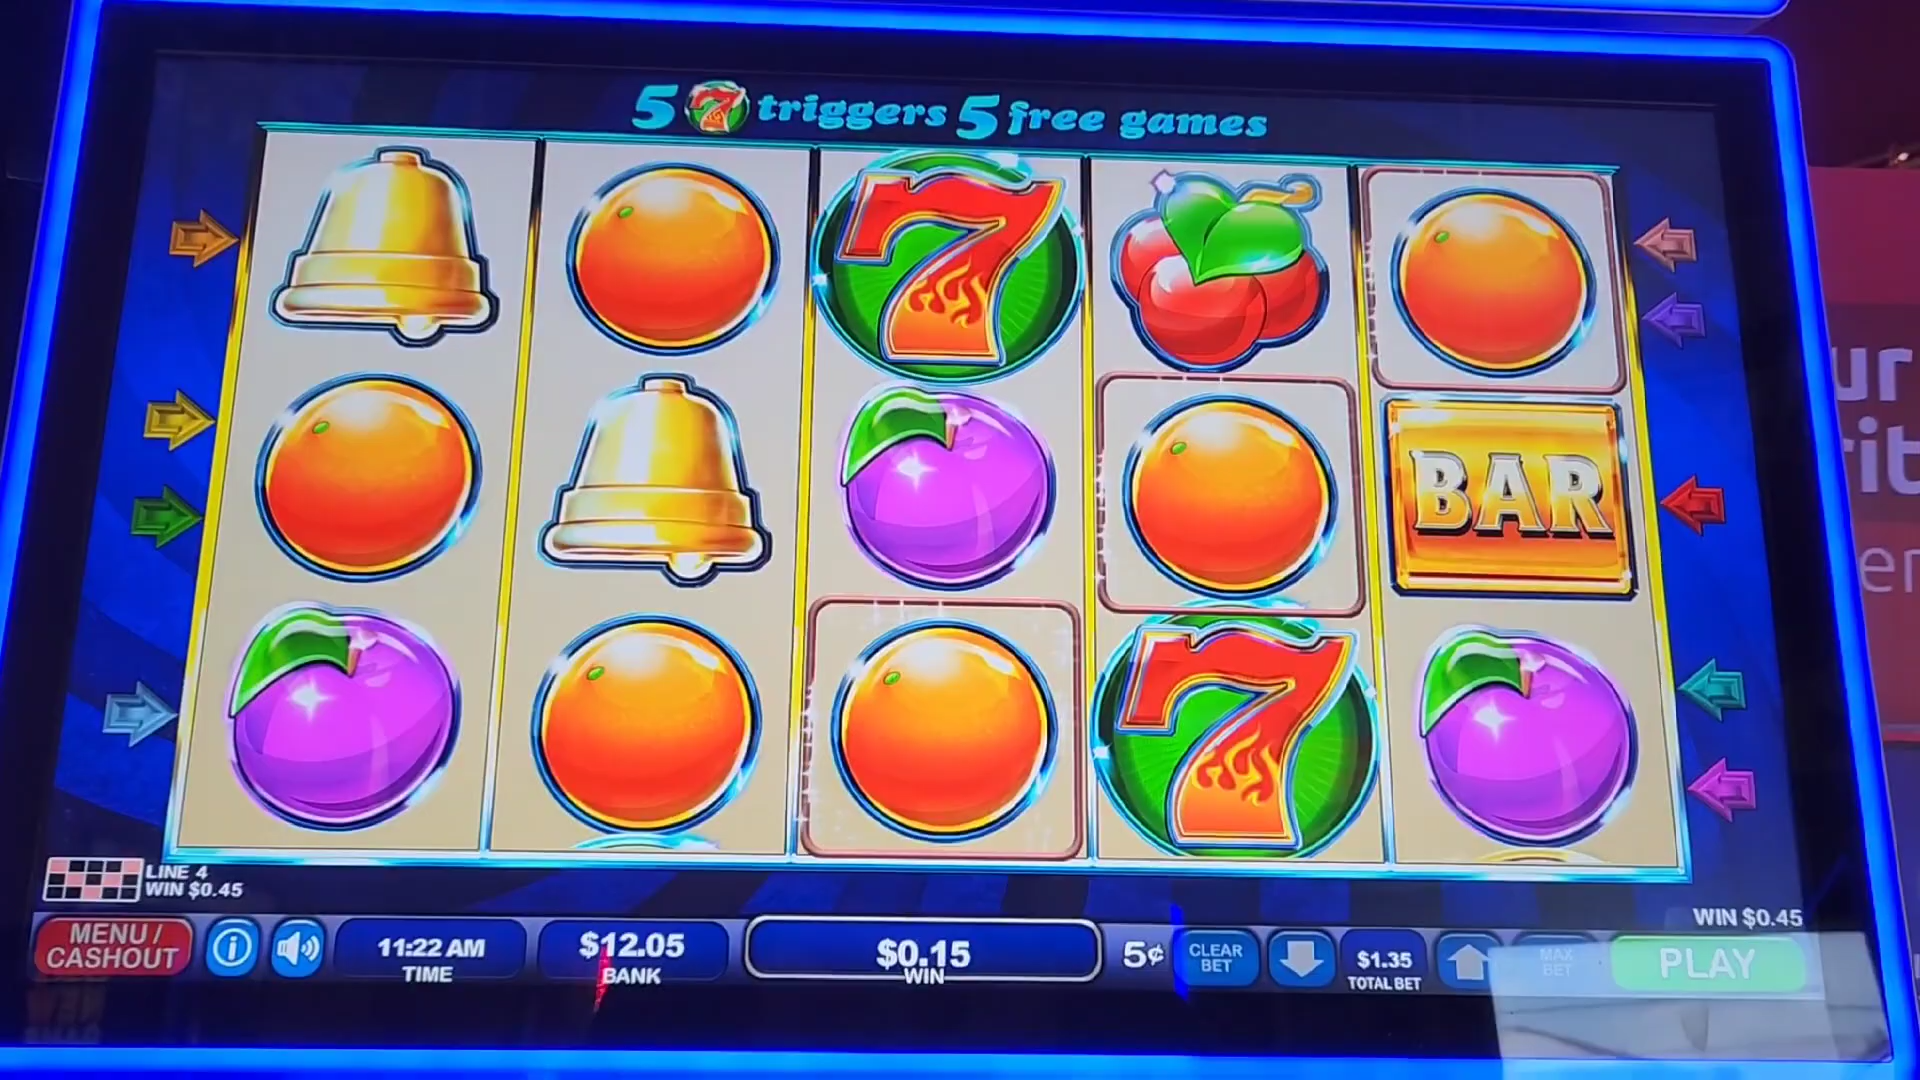 5 7 triggers 5 free games
BAR
LINE 4
WIN $0.45
WIN $0.45
MENU /
CASHOUT
11:22 AM
TIME
$12.05
BANK
$0.15
WIN
5¢
CLEAR
BET
$1.35
TOTAL BET
MAX
BET
PLAY